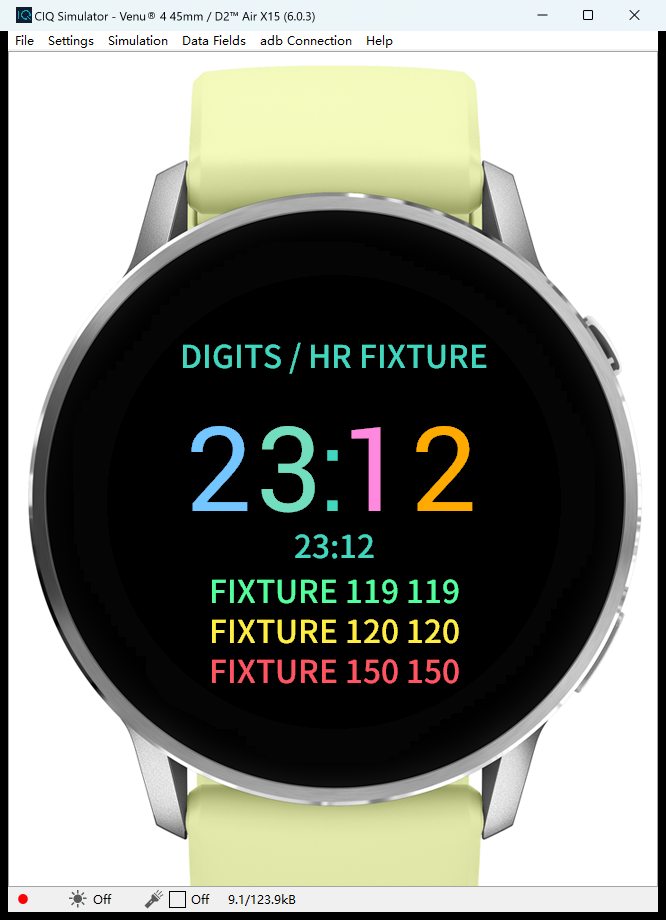 CIQ Simulator - Venu® 4 45mm / D2™ Air X15 (6.0.3)
File Settings Simulation Data Fields adb Connection Help
DIGITS / HR FIXTURE
23:12
23:12
FIXTURE 119 119
FIXTURE 120 120
FIXTURE 150 150
Off Off 9.1/123.9kB